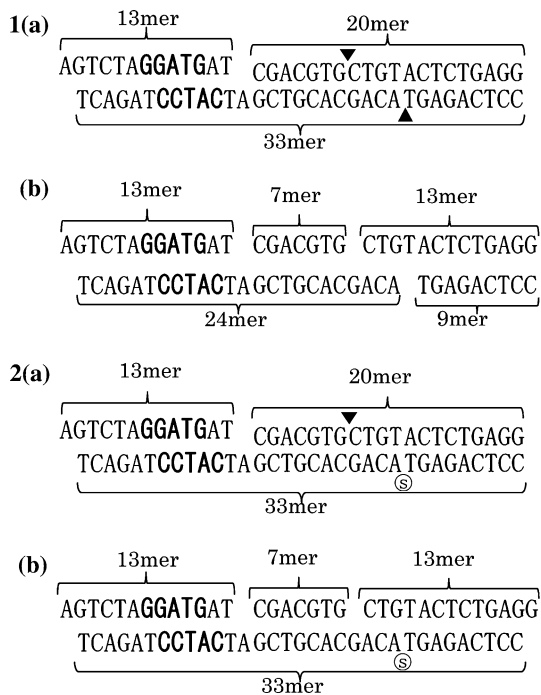 1(a)
13mer 20mer
AGTCTAGGATGAT CGACGTGCTGTACTCTGAGG
TCAGATCCTACTAGCTGCACGACATGAGACTCC
33mer
(b)
13mer 7mer 13mer
AGTCTAGGATGAT CGACGTG CTGTACTCTGAGG
TCAGATCCTACTAGCTGCACGACA TGAGACTCC
24mer 9mer
2(a)
13mer 20mer
AGTCTAGGATGAT CGACGTGCTGTACTCTGAGG
TCAGATCCTACTAGCTGCACGACATGAGACTCC
S
33mer
(b)
13mer 7mer 13mer
AGTCTAGGATGAT CGACGTG CTGTACTCTGAGG
TCAGATCCTACTAGCTGCACGACATGAGACTCC
S
33mer